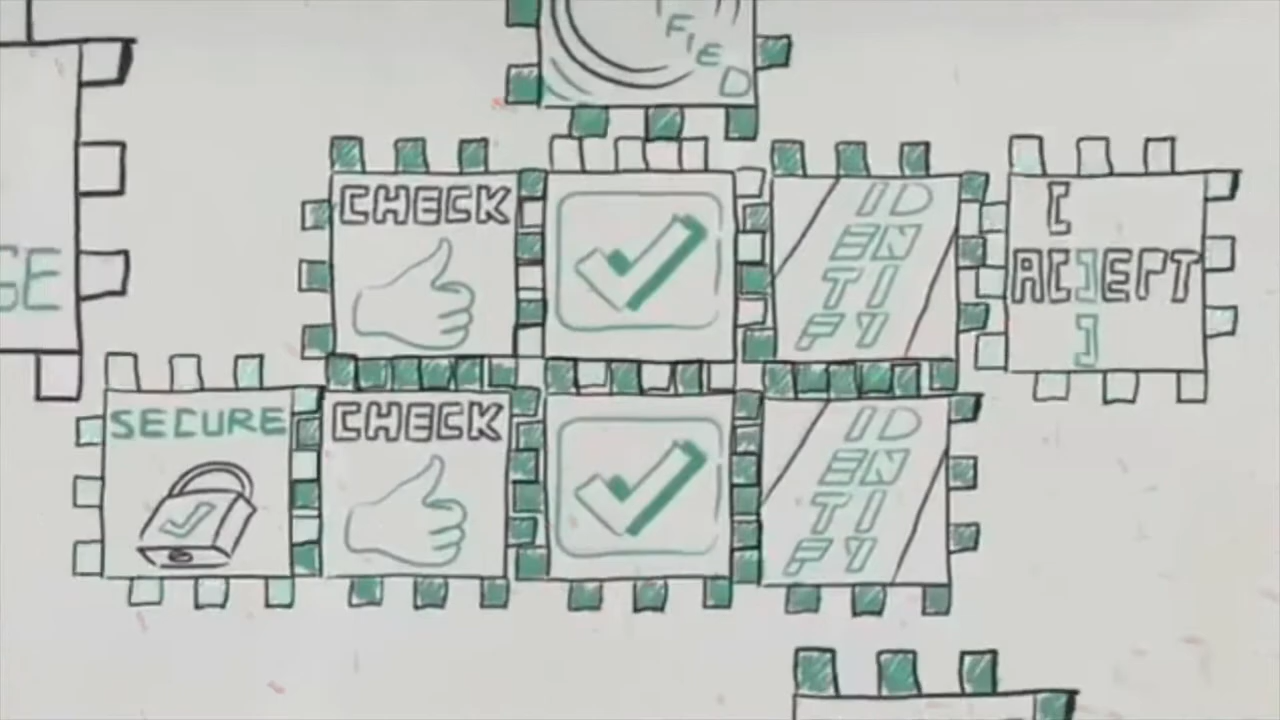 FIED
CHECK
ID
EN
TI
FY
[
AC]EPT
]
GE
SECURE
CHECK
ID
EN
TI
FY